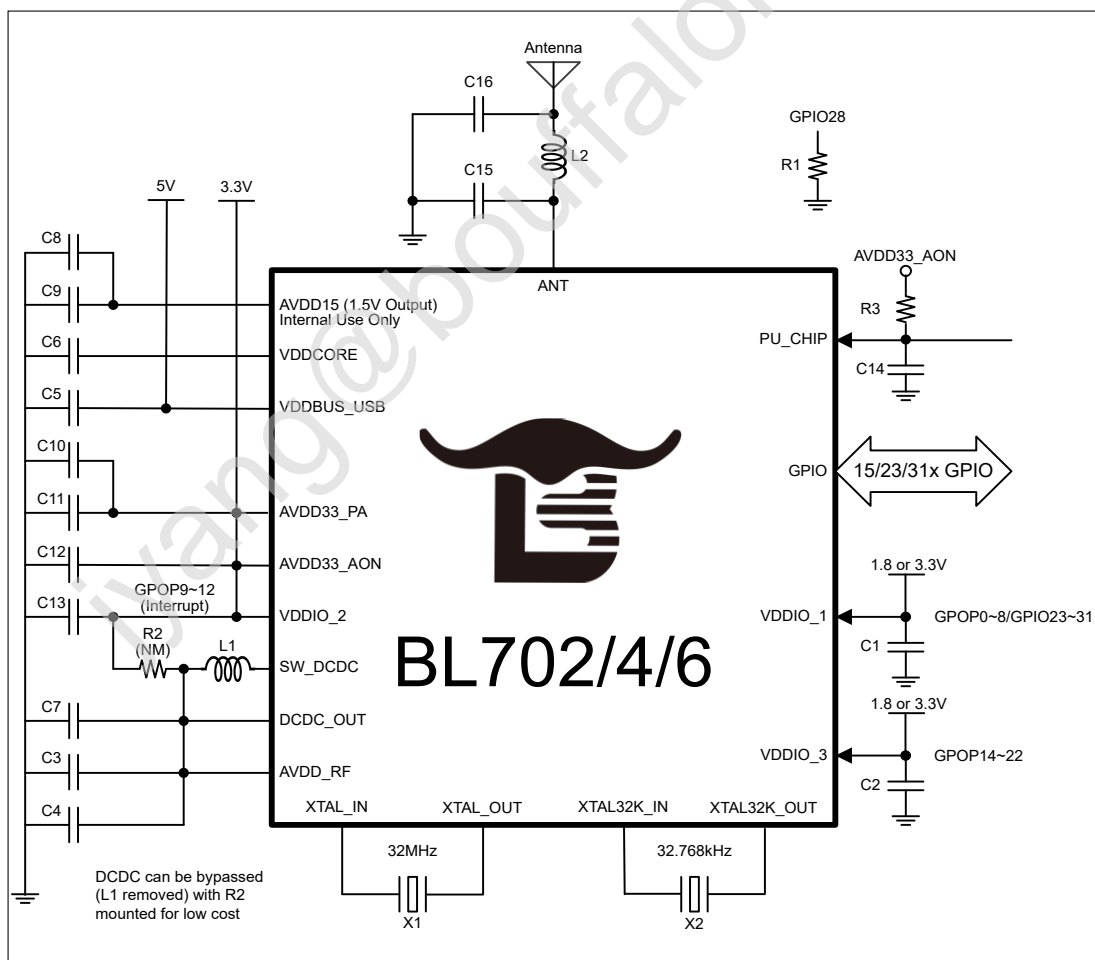 Antenna
C16
L2
C15
GPIO28
R1
5V
3.3V
C8
C9
C6
C5
C10
C11
C12
C13
GPOP9~12
(Interrupt)
R2
(NM)
L1
C7
C3
C4
AVDD15 (1.5V Output)
Internal Use Only
VDDCORE
VDDBUS_USB
AVDD33_PA
AVDD33_AON
VDDIO_2
SW_DCDC
DCDC_OUT
AVDD_RF
ANT
BL702/4/6
AVDD33_AON
R3
PU_CHIP
C14
GPIO
15/23/31x GPIO
1.8 or 3.3V
VDDIO_1
GPOP0~8/GPIO23~31
C1
1.8 or 3.3V
VDDIO_3
GPOP14~22
C2
XTAL_IN
XTAL_OUT
XTAL32K_IN
XTAL32K_OUT
32MHz
X1
32.768kHz
X2
DCDC can be bypassed
(L1 removed) with R2
mounted for low cost
iyang@bouffalo